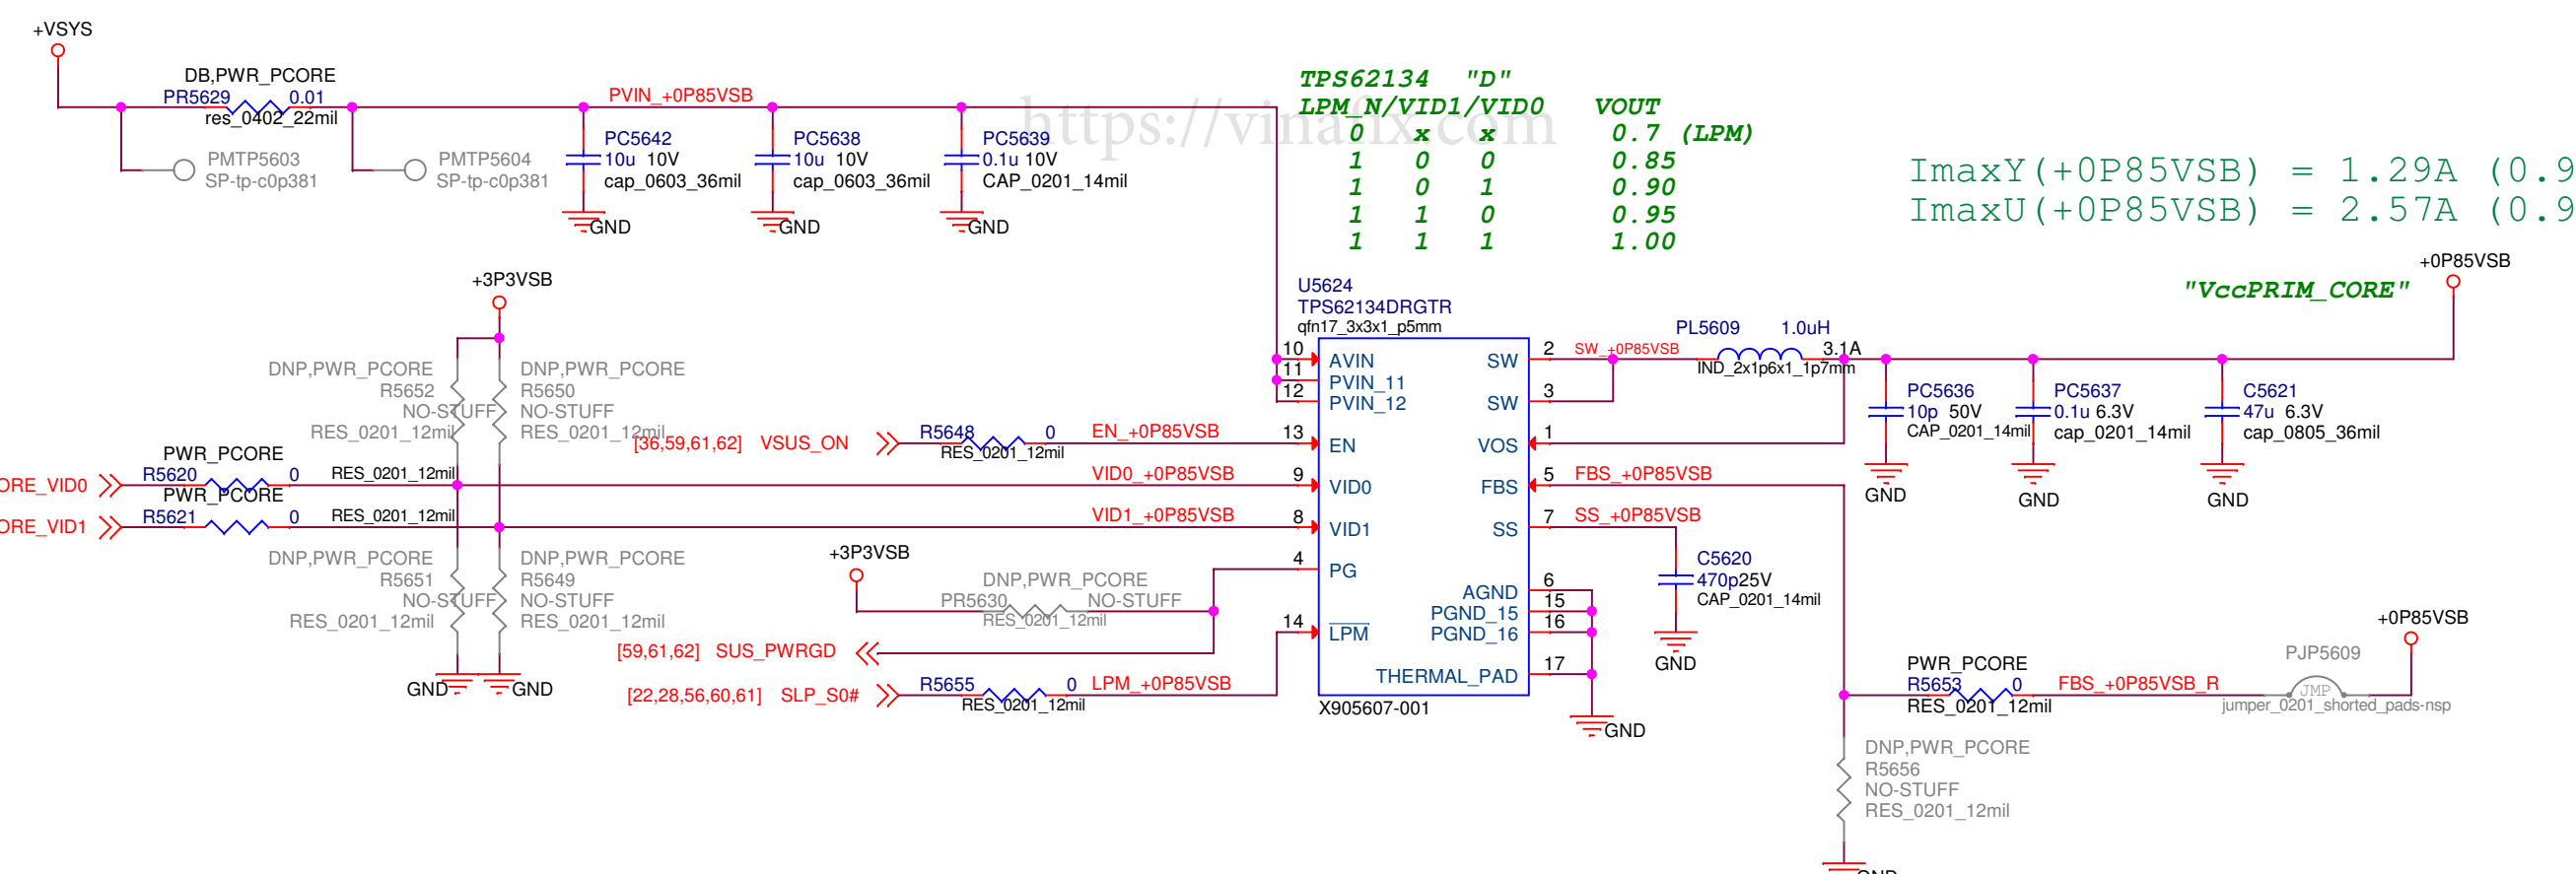 +VSYS
DB,PWR_PCORE
PR5629 0.01
res_0402_22mil
PVIN_+0P85VSB
PMTP5603
SP-tp-c0p381
PMTP5604
SP-tp-c0p381
PC5642
10u 10V
cap_0603_36mil
GND
PC5638
10u 10V
cap_0603_36mil
GND
PC5639
0.1u 10V
CAP_0201_14mil
GND
https://vinafix.com
TPS62134 "D"
LPM_N/VID1/VID0 VOUT
0 x x 0.7 (LPM)
1 0 0 0.85
1 0 1 0.90
1 1 0 0.95
1 1 1 1.00
ImaxY(+0P85VSB) = 1.29A (0.9
ImaxU(+0P85VSB) = 2.57A (0.9
+0P85VSB
"VccPRIM_CORE"
+3P3VSB
DNP,PWR_PCORE
R5652
NO-STUFF
RES_0201_12mil
DNP,PWR_PCORE
R5650
NO-STUFF
RES_0201_12mil
[36,59,61,62] VSUS_ON
R5648 0
RES_0201_12mil
EN_+0P85VSB
ORE_VID0
PWR_PCORE
R5620 0
RES_0201_12mil
VID0_+0P85VSB
ORE_VID1
PWR_PCORE
R5621 0
RES_0201_12mil
VID1_+0P85VSB
DNP,PWR_PCORE
R5651
NO-STUFF
RES_0201_12mil
GND
DNP,PWR_PCORE
R5649
NO-STUFF
RES_0201_12mil
GND
+3P3VSB
DNP,PWR_PCORE
PR5630 NO-STUFF
RES_0201_12mil
[59,61,62] SUS_PWRGD
[22,28,56,60,61] SLP_S0#
R5655 0
RES_0201_12mil
LPM_+0P85VSB
U5624
TPS62134DRGTR
qfn17_3x3x1_p5mm
10 AVIN
11 PVIN_11
12 PVIN_12
13 EN
9 VID0
8 VID1
4 PG
14 LPM
SW 2
SW 3
VOS 1
FBS 5
SS 7
AGND 6
PGND_15 15
PGND_16 16
THERMAL_PAD 17
X905607-001
GND
SW_+0P85VSB
PL5609 1.0uH
3.1A
IND_2x1p6x1_1p7mm
PC5636
10p 50V
CAP_0201_14mil
GND
PC5637
0.1u 6.3V
cap_0201_14mil
GND
C5621
47u 6.3V
cap_0805_36mil
GND
FBS_+0P85VSB
SS_+0P85VSB
C5620
470p25V
CAP_0201_14mil
GND
PWR_PCORE
R5653 0
RES_0201_12mil
FBS_+0P85VSB_R
PJP5609
JMP
jumper_0201_shorted_pads-nsp
+0P85VSB
DNP,PWR_PCORE
R5656
NO-STUFF
RES_0201_12mil
GND